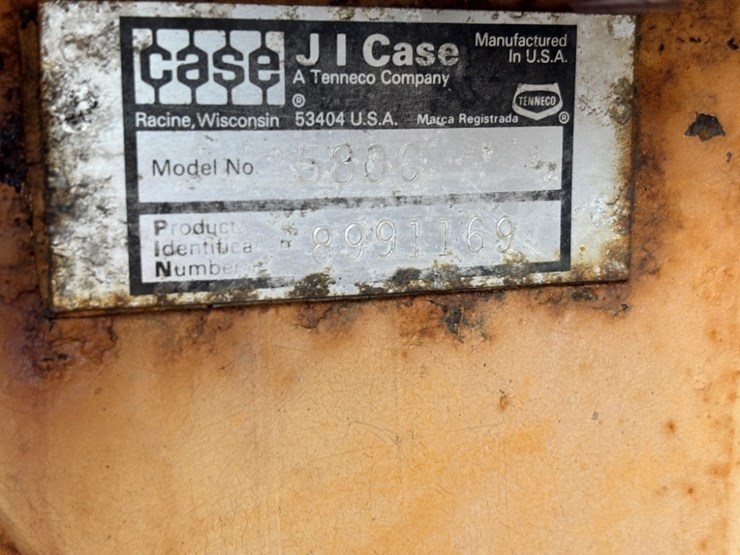 case J I Case
Manufactured
In U.S.A.
A Tenneco Company
®
TENNECO
Racine, Wisconsin 53404 U.S.A. Marca Registrada ®
Model No. 580C
Product
Identifica
Number
8991169